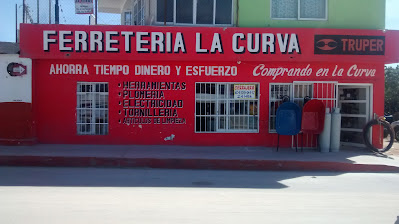 FERRETERIA LA CURVA
TRUPER
AHORRA TIEMPO DINERO Y ESFUERZO
Comprando en La Curva
• HERRAMIENTAS
• PLOMERIA
• ELECTRICIDAD
• TORNILLERIA